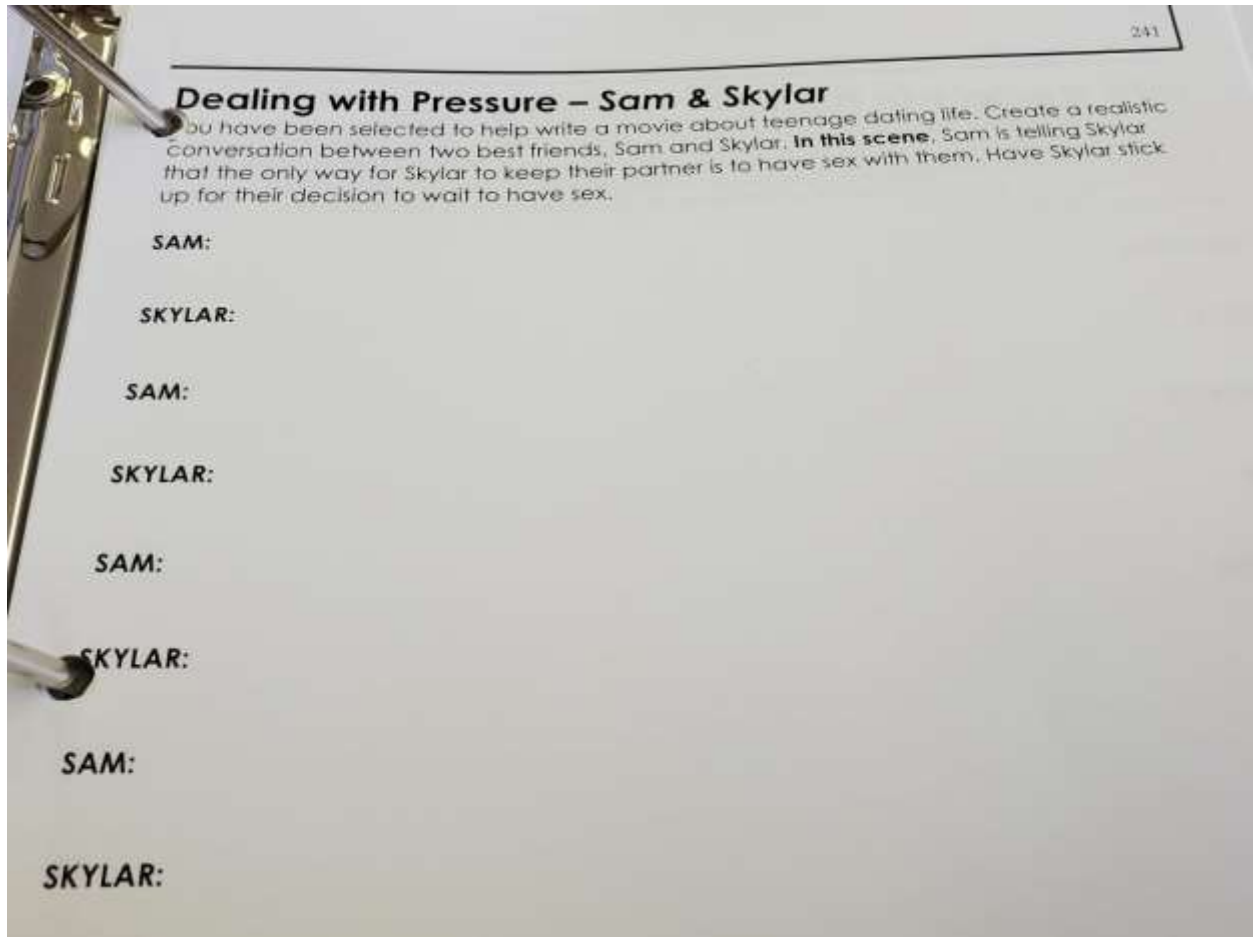 241
Dealing with Pressure – Sam & Skylar
You have been selected to help write a movie about teenage dating life. Create a realistic
conversation between two best friends, Sam and Skylar. In this scene, Sam is telling Skylar
that the only way for Skylar to keep their partner is to have sex with them. Have Skylar stick
up for their decision to wait to have sex.
SAM:
SKYLAR:
SAM:
SKYLAR:
SAM:
SKYLAR:
SAM:
SKYLAR: